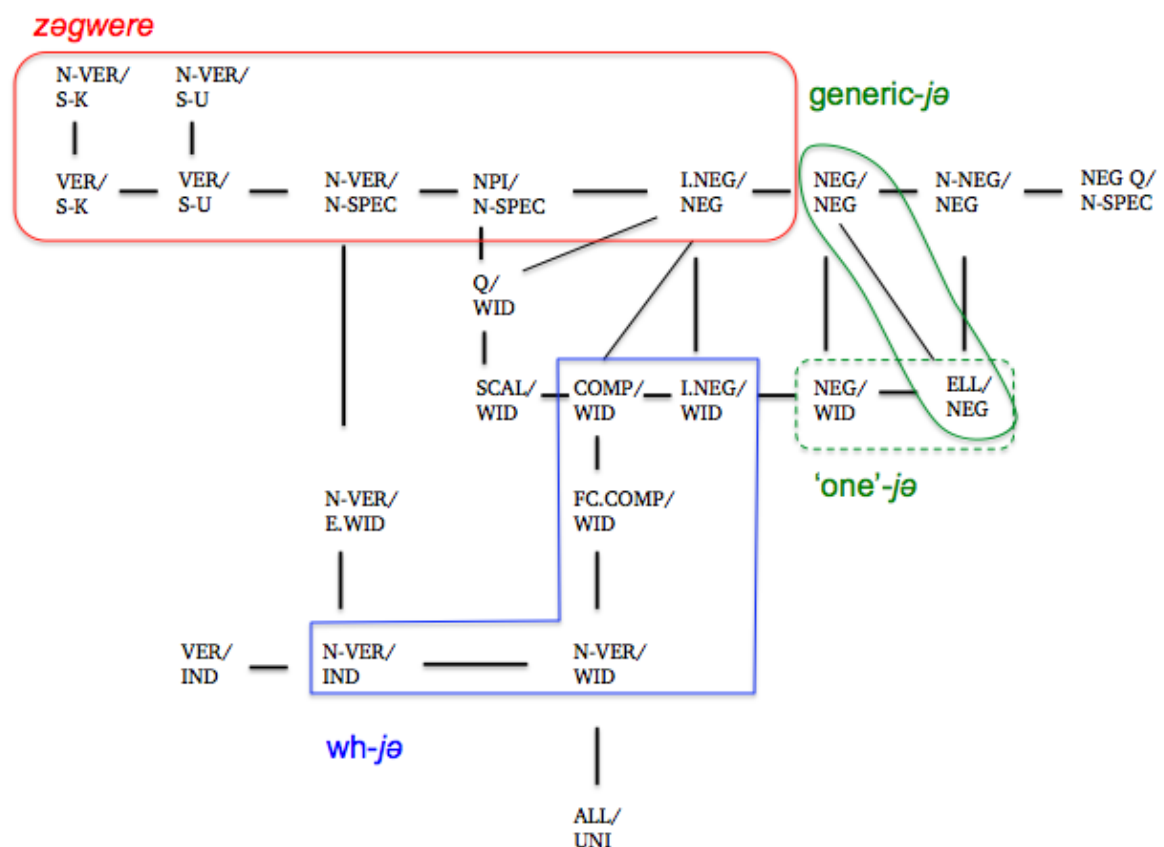 zəgwere
N-VER/ N-VER/
S-K S-U
generic-jə
VER/ VER/ N-VER/ NPI/ I.NEG/ NEG/ N-NEG/ NEG Q/
S-K S-U N-SPEC N-SPEC NEG NEG NEG N-SPEC
Q/
WID
SCAL/ COMP/ I.NEG/ NEG/ ELL/
WID WID WID WID NEG
'one'-jə
N-VER/ FC.COMP/
E.WID WID
VER/ N-VER/ N-VER/
IND IND WID
wh-jə
ALL/
UNI